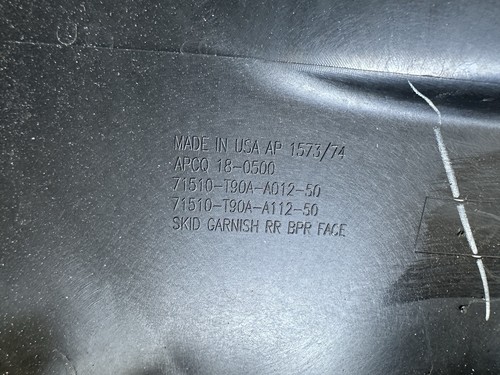 MADE IN USA AP 1573/74
APCQ 18-0500
71510-T90A-A012-50
71510-T90A-A112-50
SKID GARNISH RR BPR FACE